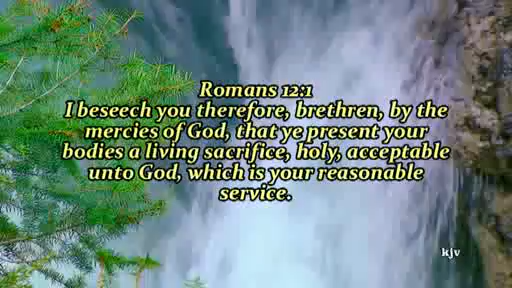 Romans 12:1
I beseech you therefore, brethren, by the
mercies of God, that ye present your
bodies a living sacrifice, holy, acceptable
unto God, which is your reasonable
service.
kjv